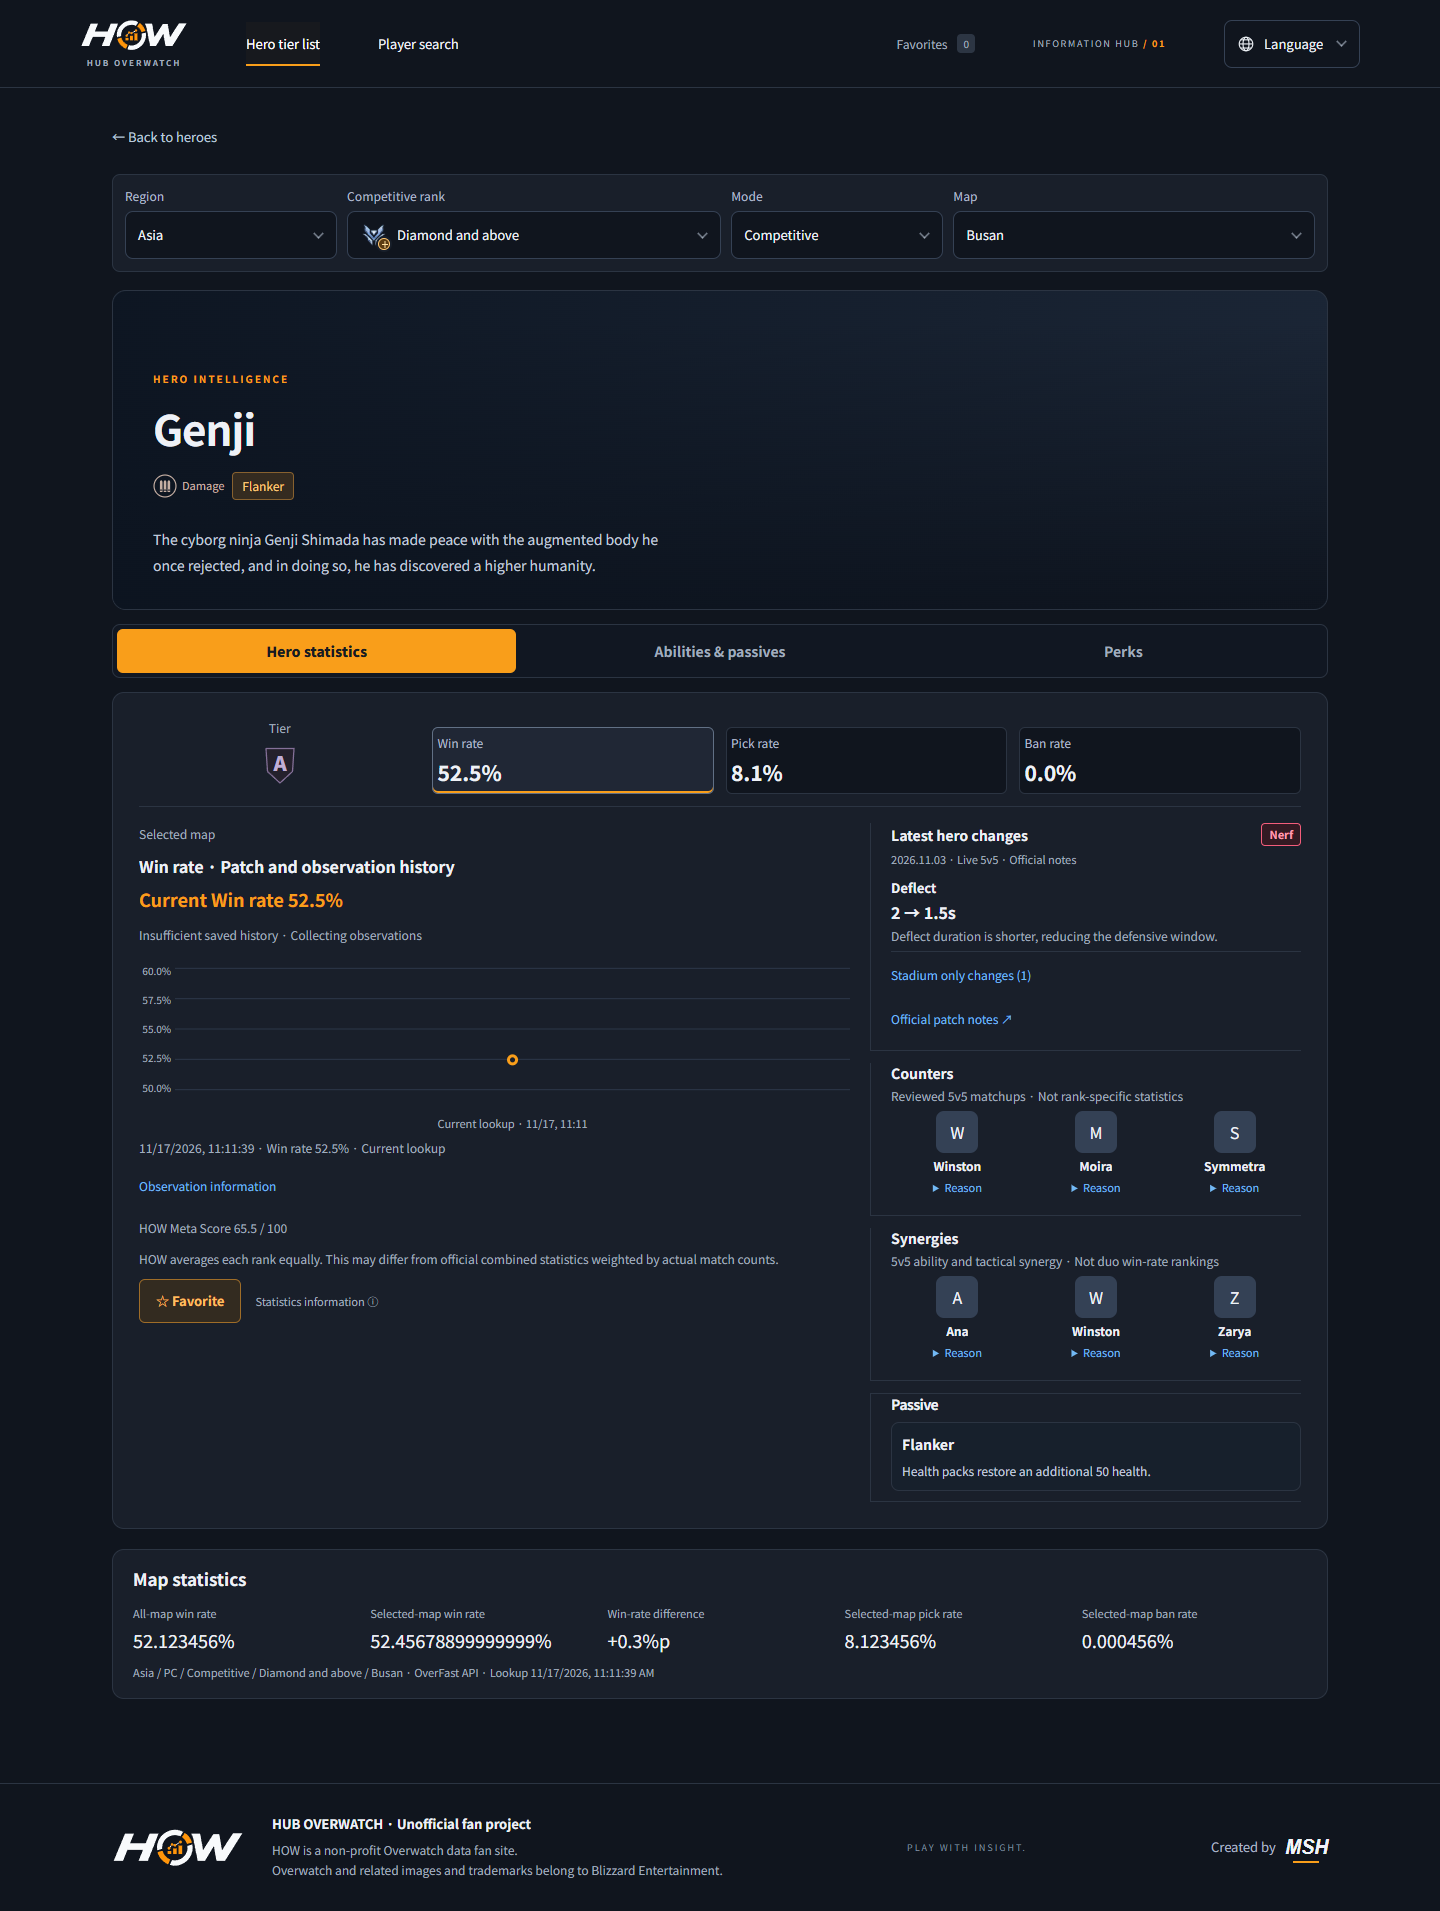 HOW
HUB OVERWATCH
Hero tier list
Player search
Favorites 0
INFORMATION HUB / 01
Language
← Back to heroes
Region
Competitive rank
Mode
Map
Asia
Diamond and above
Competitive
Busan
HERO INTELLIGENCE
Genji
Damage
Flanker
The cyborg ninja Genji Shimada has made peace with the augmented body he
once rejected, and in doing so, he has discovered a higher humanity.
Hero statistics
Abilities & passives
Perks
Tier
A
Win rate
52.5%
Pick rate
8.1%
Ban rate
0.0%
Selected map
Win rate · Patch and observation history
Current Win rate 52.5%
Insufficient saved history · Collecting observations
60.0%
57.5%
55.0%
52.5%
50.0%
Current lookup · 11/17, 11:11
11/17/2026, 11:11:39 · Win rate 52.5% · Current lookup
Observation information
HOW Meta Score 65.5 / 100
HOW averages each rank equally. This may differ from official combined statistics weighted by actual match counts.
☆ Favorite
Statistics information ⓘ
Latest hero changes
Nerf
2026.11.03 · Live 5v5 · Official notes
Deflect
2 → 1.5s
Deflect duration is shorter, reducing the defensive window.
Stadium only changes (1)
Official patch notes ↗
Counters
Reviewed 5v5 matchups · Not rank-specific statistics
W
M
S
Winston
Moira
Symmetra
▶ Reason
▶ Reason
▶ Reason
Synergies
5v5 ability and tactical synergy · Not duo win-rate rankings
A
W
Z
Ana
Winston
Zarya
▶ Reason
▶ Reason
▶ Reason
Passive
Flanker
Health packs restore an additional 50 health.
Map statistics
All-map win rate
Selected-map win rate
Win-rate difference
Selected-map pick rate
Selected-map ban rate
52.123456%
52.45678899999999%
+0.3%p
8.123456%
0.000456%
Asia / PC / Competitive / Diamond and above / Busan · OverFast API · Lookup 11/17/2026, 11:11:39 AM
HOW
HUB OVERWATCH · Unofficial fan project
HOW is a non-profit Overwatch data fan site.
Overwatch and related images and trademarks belong to Blizzard Entertainment.
PLAY WITH INSIGHT.
Created by MSH